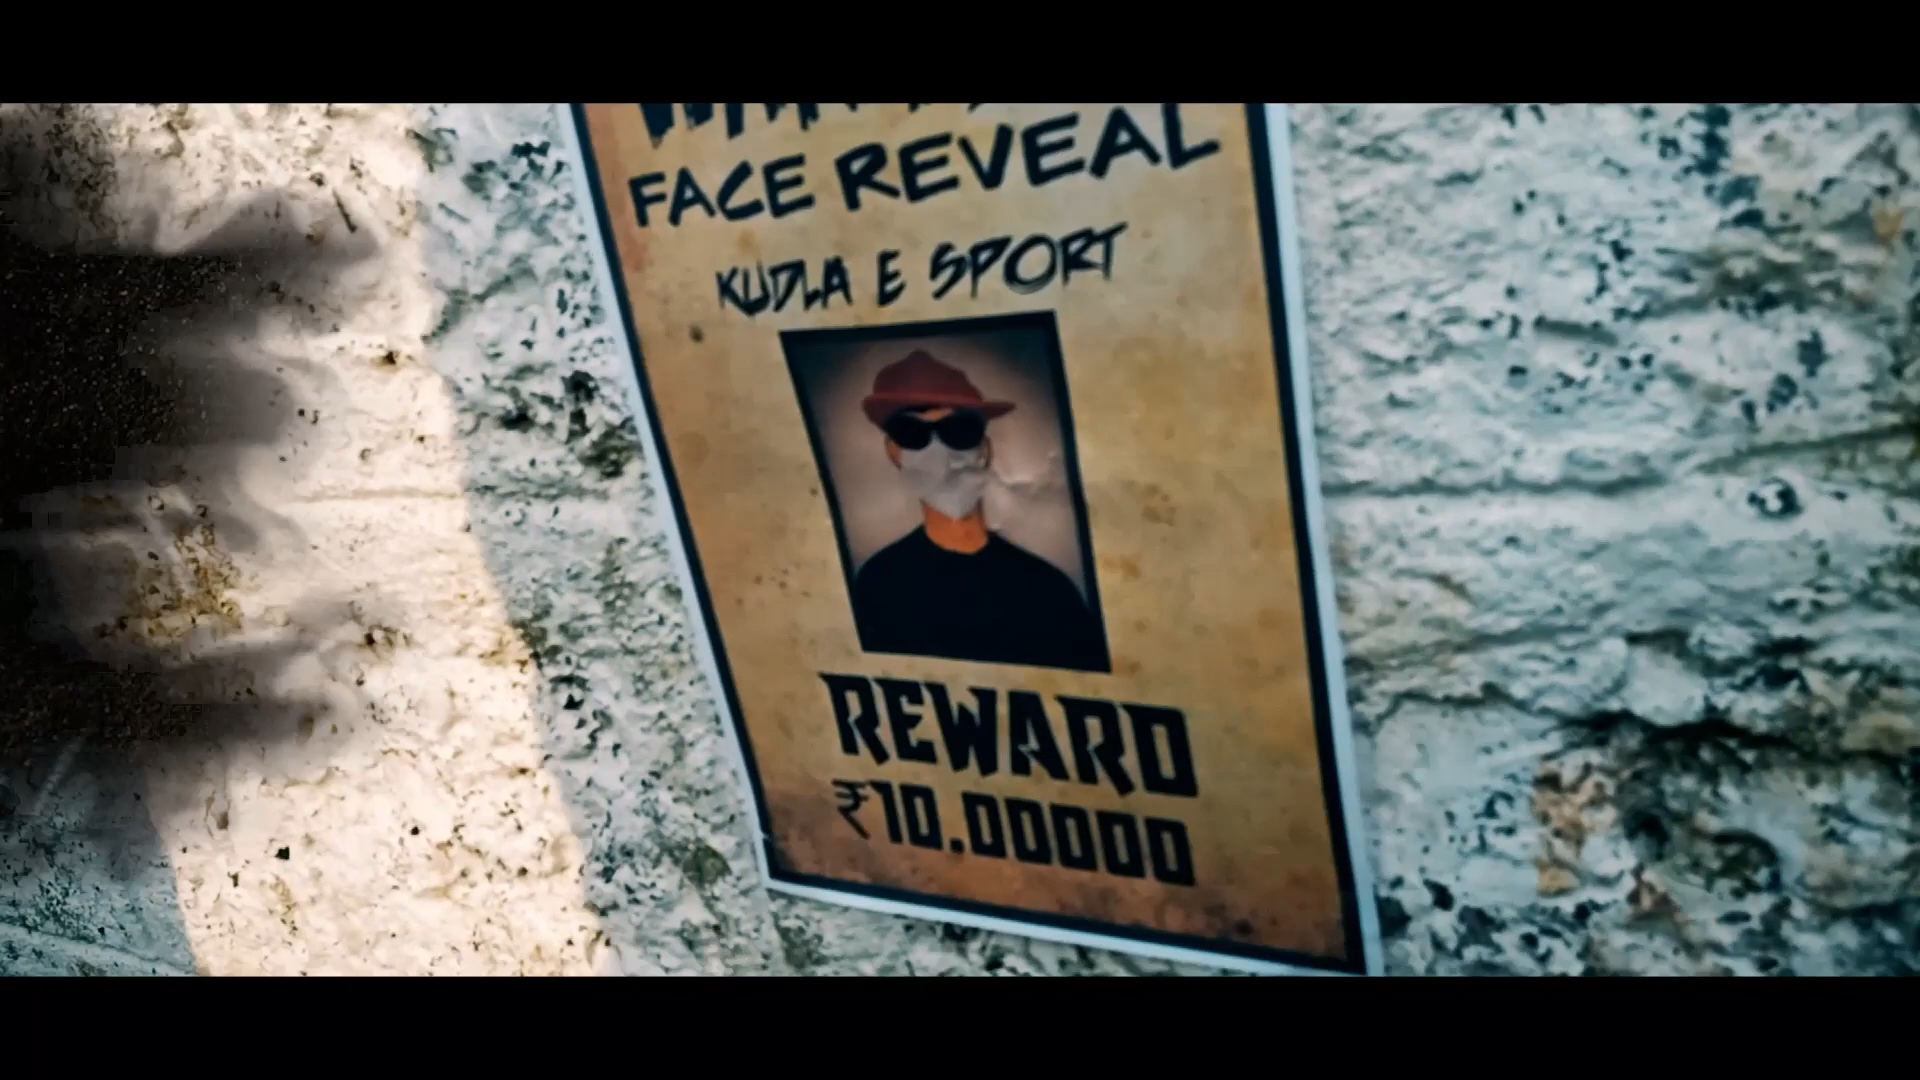 FACE REVEAL
KUDLA E SPORT
REWARD
₹10.00000